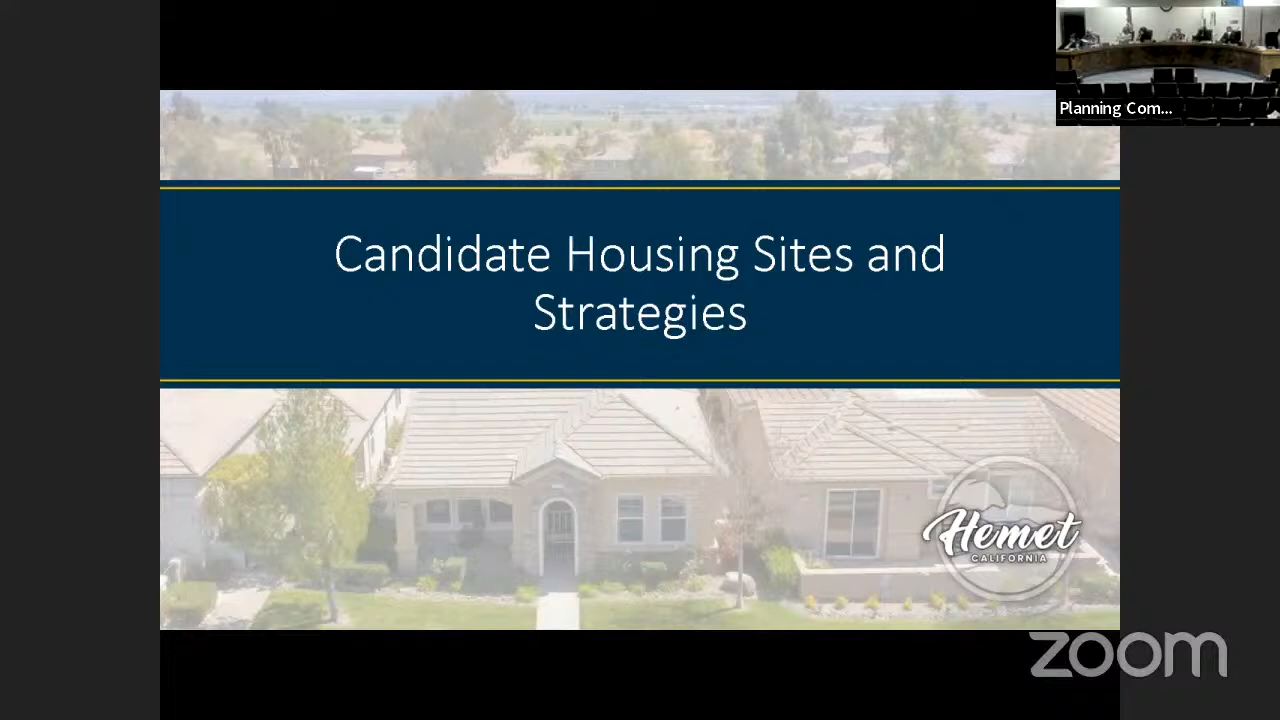 Planning Com...
Candidate Housing Sites and
Strategies
Hemet
CALIFORNIA
zoom